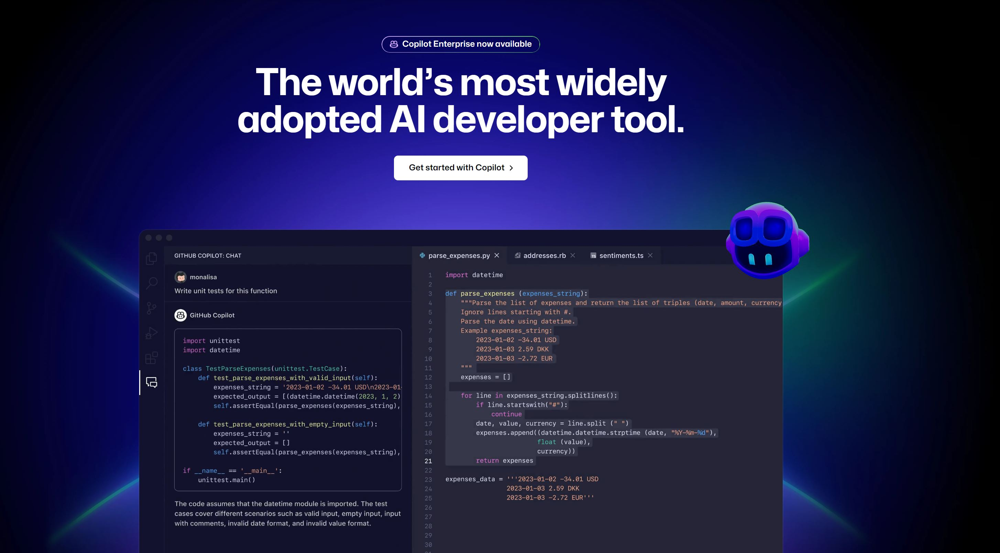 Copilot Enterprise now available
The world’s most widely
adopted AI developer tool.
Get started with Copilot
GITHUB COPILOT: CHAT
monalisa
Write unit tests for this function
GitHub Copilot
import unittest
import datetime
class TestParseExpenses(unittest.TestCase):
    def test_parse_expenses_with_valid_input(self):
        expenses_string = '2023-01-02 -34.01 USD\n2023-01-
        expected_output = [(datetime.datetime(2023, 1, 2)
        self.assertEqual(parse_expenses(expenses_string),
    def test_parse_expenses_with_empty_input(self):
        expenses_string = ''
        expected_output = []
        self.assertEqual(parse_expenses(expenses_string),
if __name__ == '__main__':
    unittest.main()
The code assumes that the datetime module is imported. The test
cases cover different scenarios such as valid input, empty input, input
with comments, invalid date format, and invalid value format.
parse_expenses.py addresses.rb TS sentiments.ts
1 import datetime
2
3 def parse_expenses (expenses_string):
4     """Parse the list of expenses and return the list of triples (date, amount, currency
5     Ignore lines starting with #.
6     Parse the date using datetime.
7     Example expenses_string:
8         2023-01-02 -34.01 USD
9         2023-01-03 2.59 DKK
10         2023-01-03 -2.72 EUR
11     """
12     expenses = []
13
14     for line in expenses_string.splitlines():
15         if line.startswith("#"):
16             continue
17         date, value, currency = line.split (" ")
18         expenses.append((datetime.datetime.strptime (date, "%Y-%m-%d"),
19                         float (value),
20                         currency))
21         return expenses
22
23 expenses_data = '''2023-01-02 -34.01 USD
24                 2023-01-03 2.59 DKK
25                 2023-01-03 -2.72 EUR'''
26
27
28
29
30